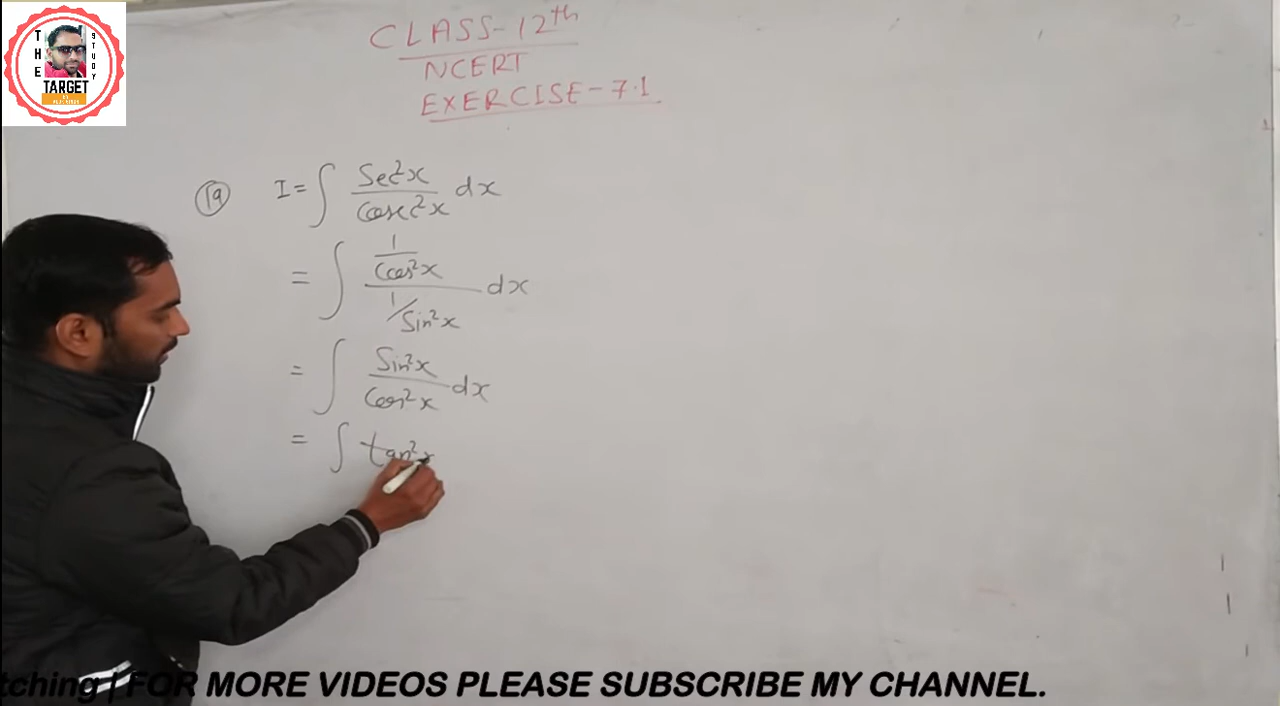 THE
STUDY
TARGET
CLASS-12th
NCERT
EXERCISE-7.1
(19) I = ∫ Sec²x / Cosec²x dx
= ∫ 1/Cos²x / 1/Sin²x dx
= ∫ Sin²x / Cos²x dx
= ∫ tan²x
tching | FOR MORE VIDEOS PLEASE SUBSCRIBE MY CHANNEL.